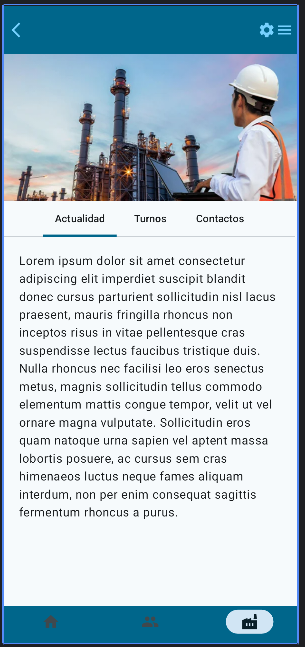 Actualidad Turnos Contactos
Lorem ipsum dolor sit amet consectetur
adipiscing elit imperdiet suscipit blandit
donec cursus parturient sollicitudin nisl lacus
praesent, mauris fringilla rhoncus non
inceptos risus in vitae pellentesque cras
suspendisse lectus faucibus tristique duis.
Nulla rhoncus nec facilisi leo eros senectus
metus, magnis sollicitudin tellus commodo
elementum mattis congue tempor, velit ut vel
ornare magna vulputate. Sollicitudin eros
quam natoque urna sapien vel aptent massa
lobortis posuere, ac cursus sem cras
himenaeos luctus neque fames aliquam
interdum, non per enim consequat sagittis
fermentum rhoncus a purus.